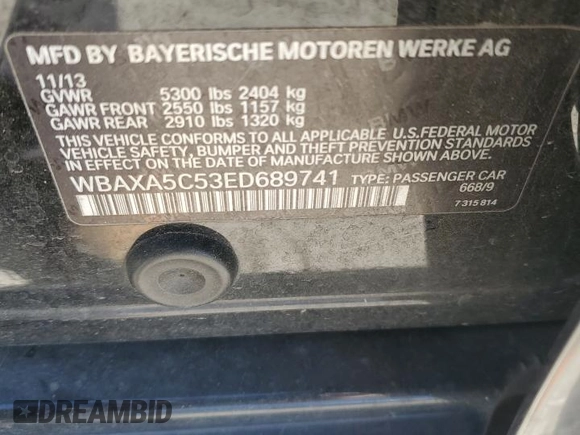 MFD BY BAYERISCHE MOTOREN WERKE AG
11/13
GVWR 5300 lbs 2404 kg
GAWR FRONT 2550 lbs 1157 kg
GAWR REAR 2910 lbs 1320 kg
THIS VEHICLE CONFORMS TO ALL APPLICABLE U.S.FEDERAL MOTOR
VEHICLE SAFETY, BUMPER AND THEFT PREVENTION STANDARDS
IN EFFECT ON THE DATE OF MANUFACTURE SHOWN ABOVE.
WBAXA5C53ED689741 TYPE: PASSENGER CAR
668/9
7 315 814
DREAMBID